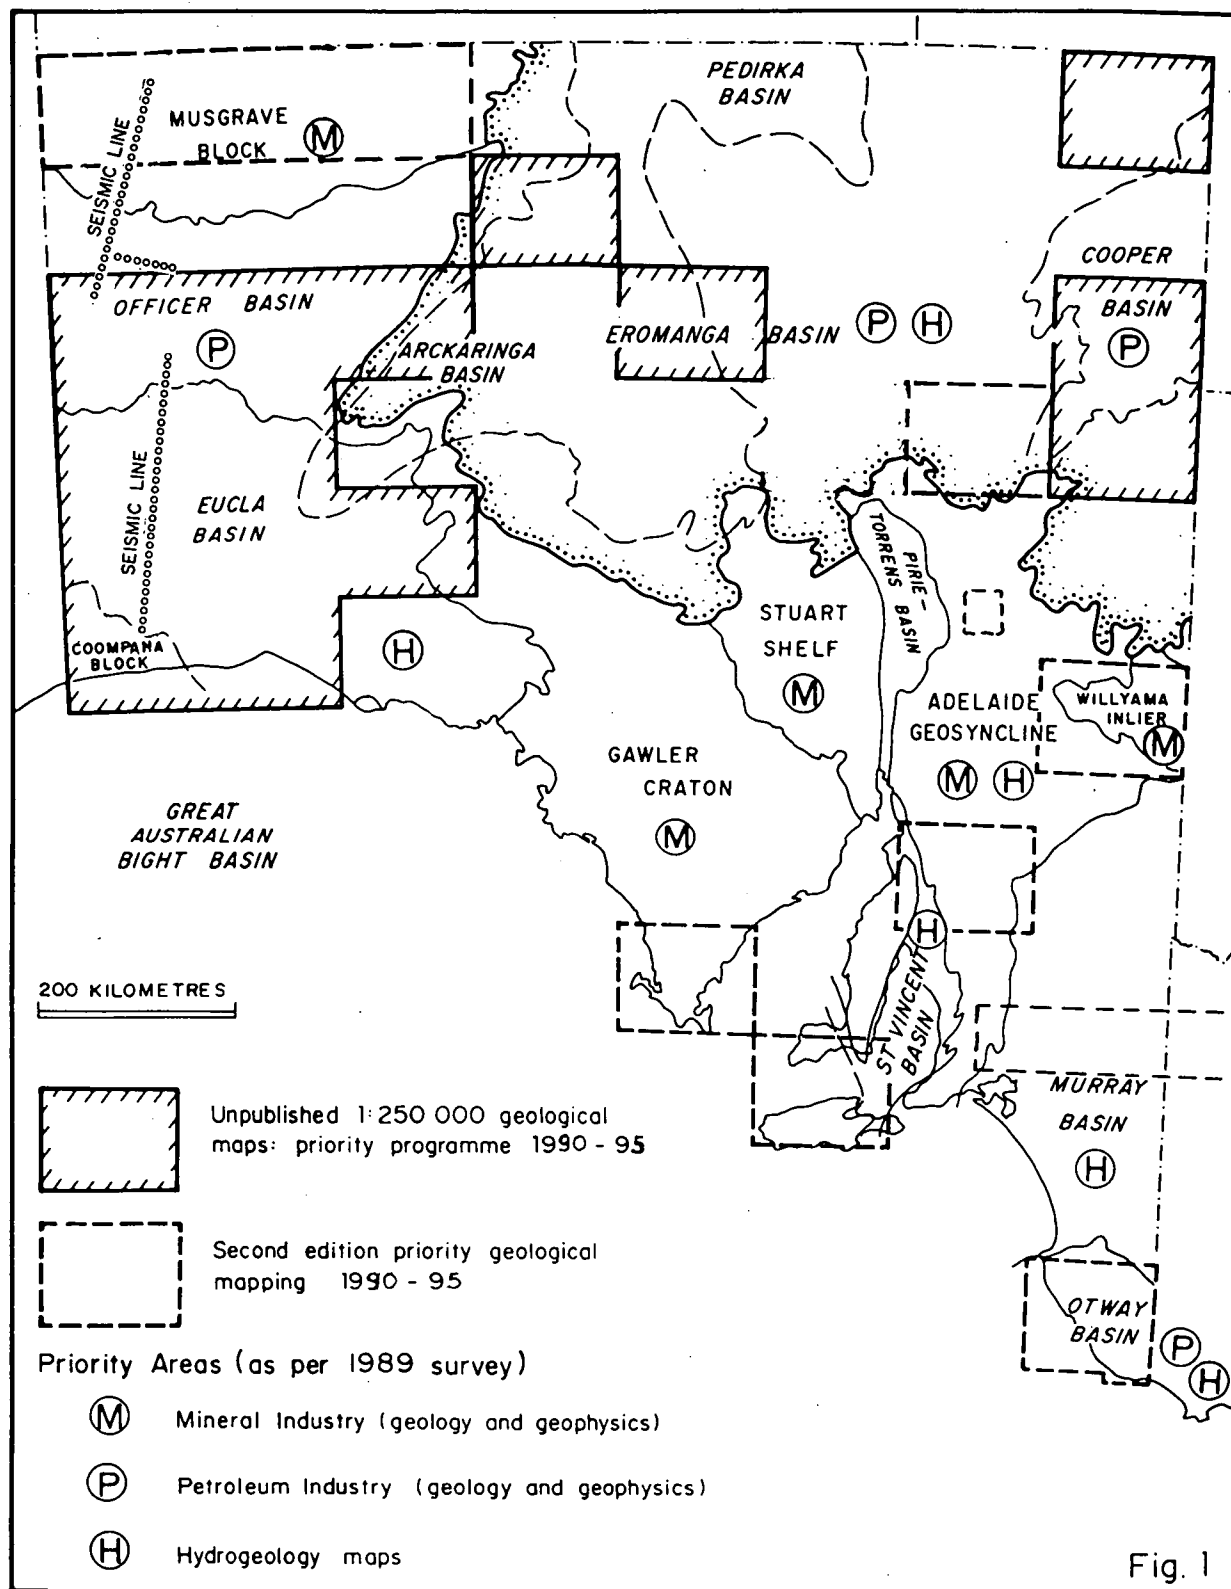 PEDIRKA
BASIN
MUSGRAVE
BLOCK
M
SEISMIC LINE
COOPER
BASIN
P
OFFICER BASIN
P
EROMANGA BASIN
P H
ARCKARINGA
BASIN
SEISMIC LINE
EUCLA
BASIN
PIRIE-
TORRENS BASIN
STUART
SHELF
M
COOMPANA
BLOCK
H
ADELAIDE
GEOSYNCLINE
M H
WILLYAMA
INLIER
M
GAWLER
CRATON
M
GREAT
AUSTRALIAN
BIGHT BASIN
H
ST VINCENT
BASIN
200 KILOMETRES
MURRAY
BASIN
H
Unpublished 1:250 000 geological
maps: priority programme 1990-95
Second edition priority geological
mapping 1990-95
OTWAY
BASIN
P
H
Priority Areas (as per 1989 survey)
M Mineral Industry (geology and geophysics)
P Petroleum Industry (geology and geophysics)
H Hydrogeology maps
Fig. 1